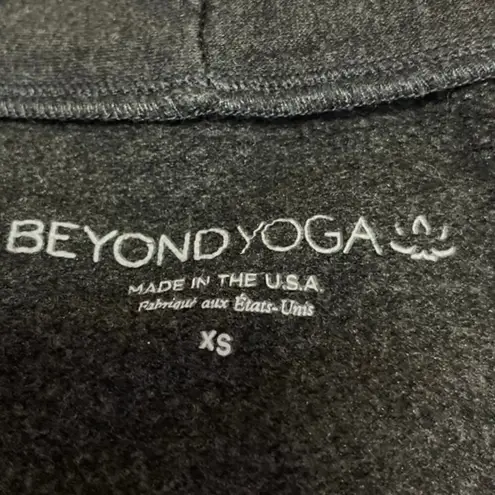 BEYOND YOGA
MADE IN THE U.S.A.
Fabriqué aux États-Unis
XS